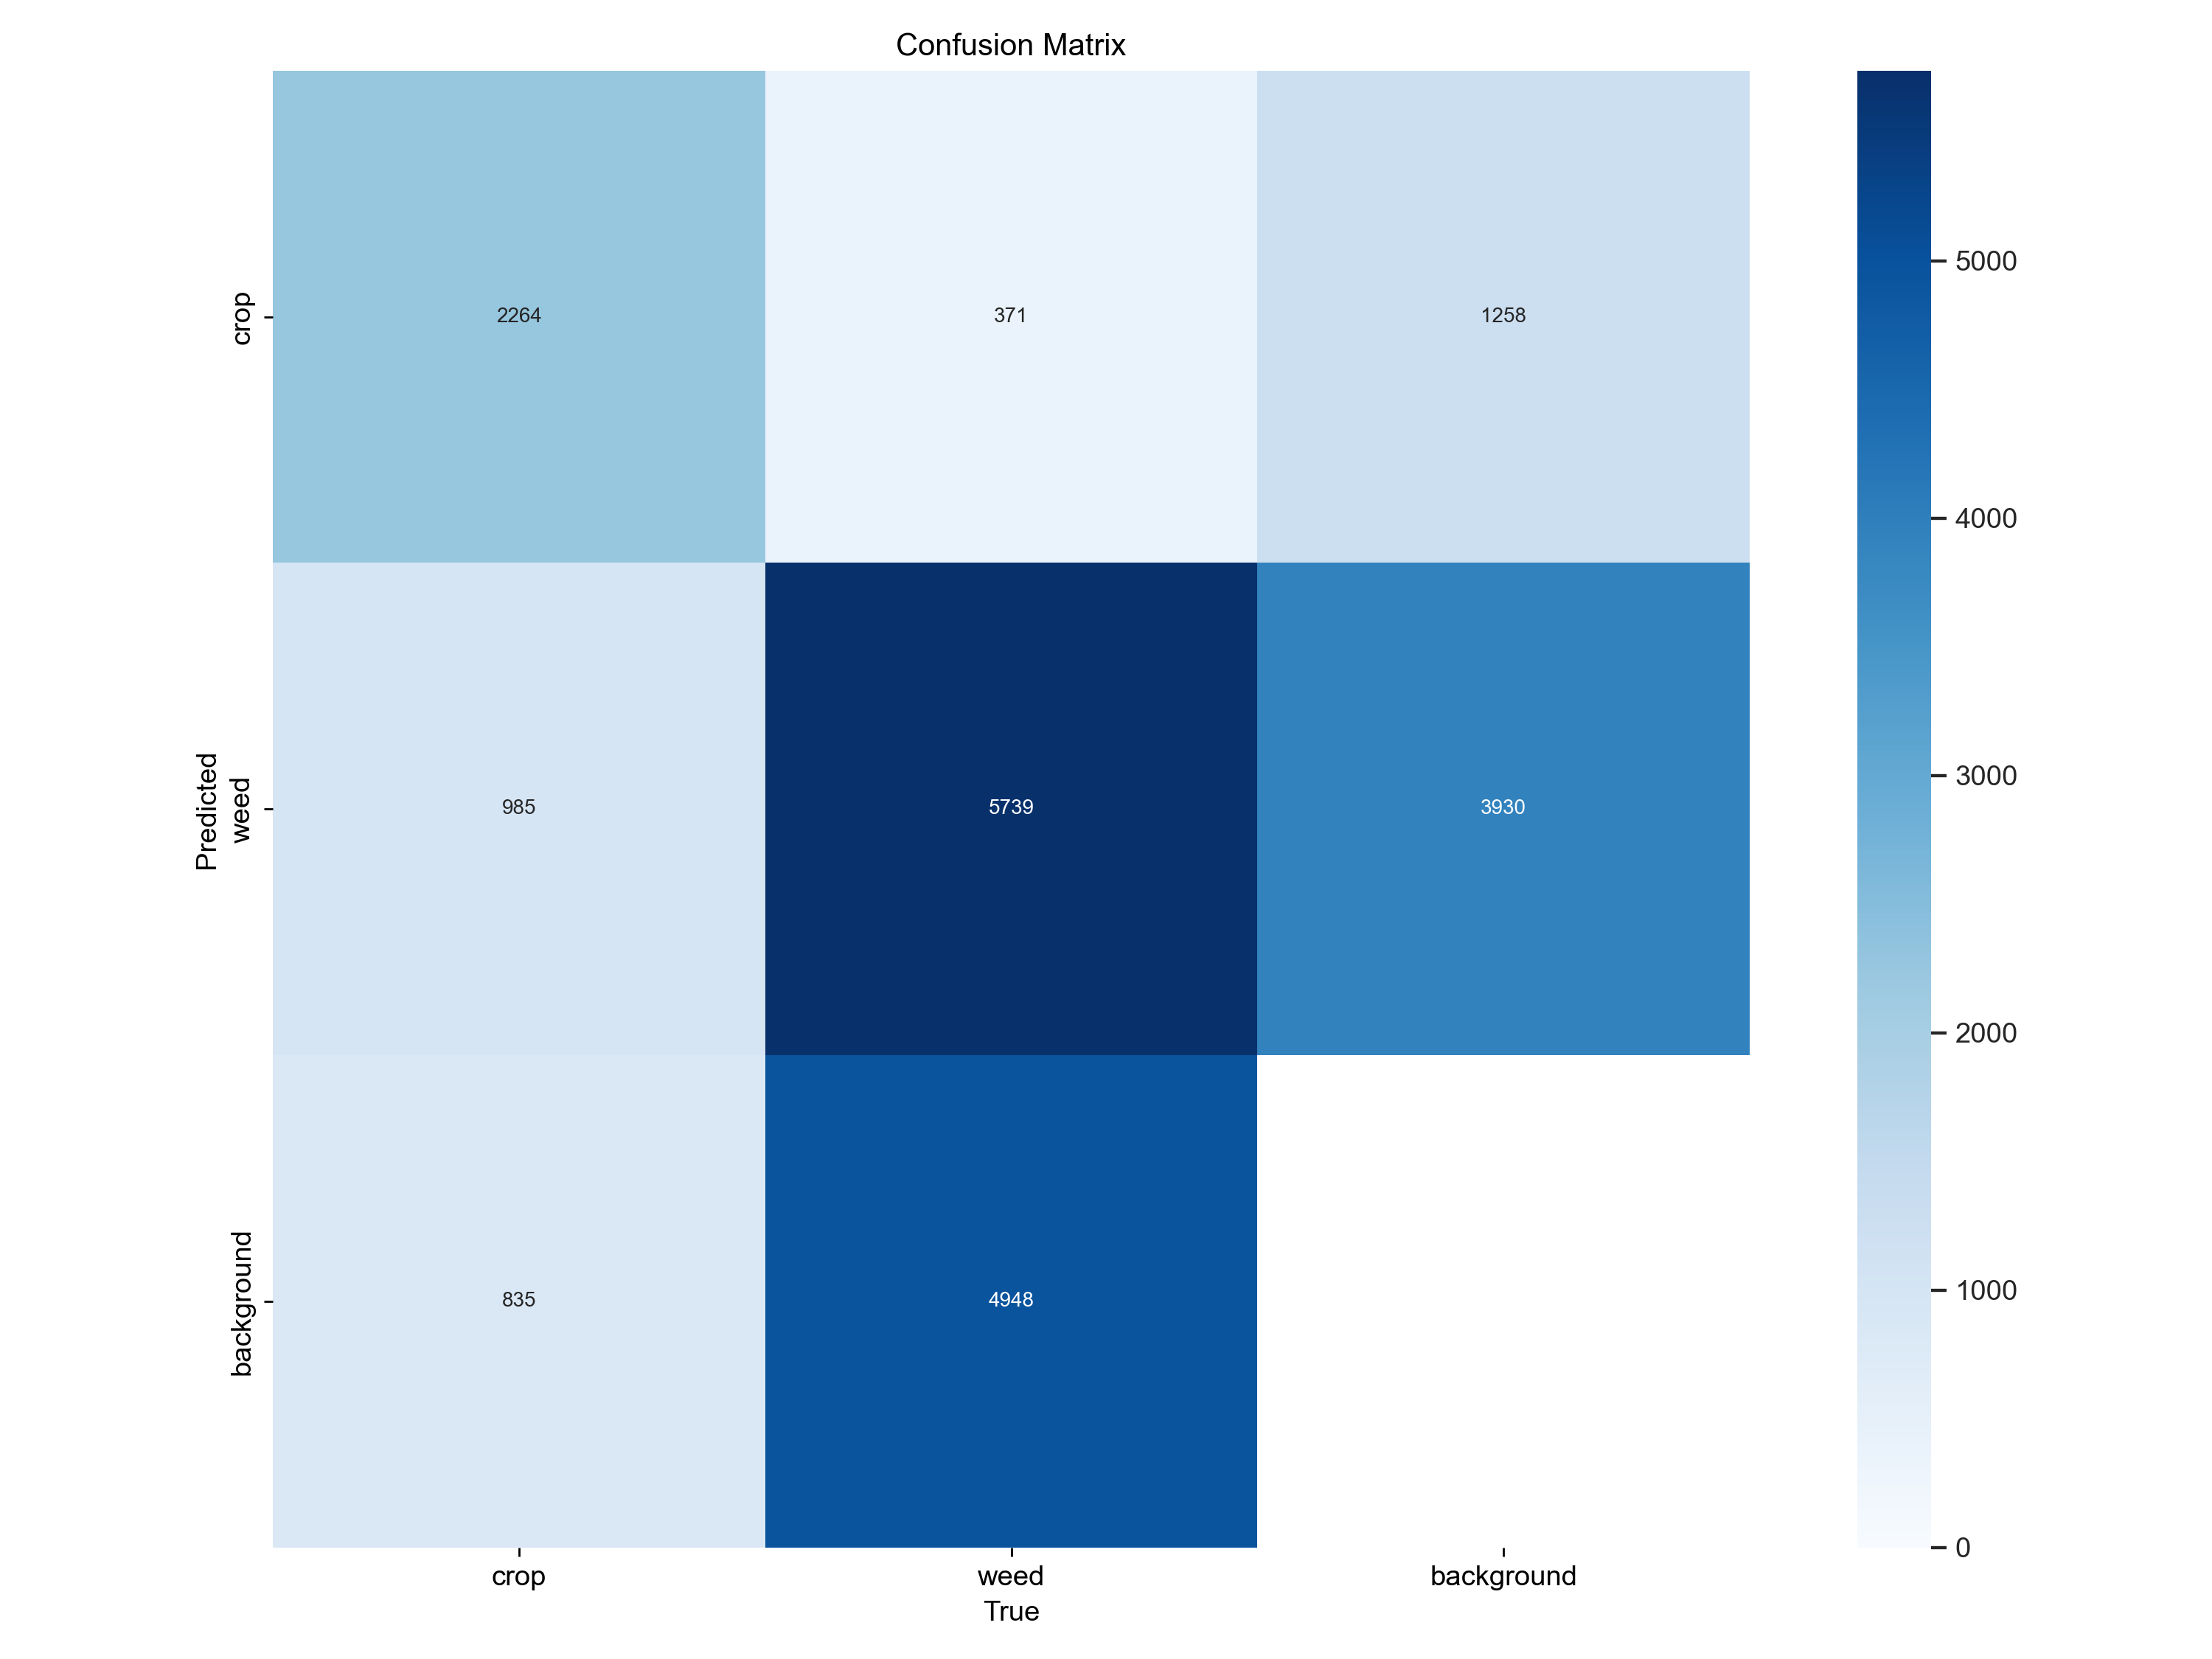 Confusion Matrix
crop
2264
371
1258
Predicted
weed
985
5739
3930
background
835
4948
crop
weed
background
True
5000
4000
3000
2000
1000
0